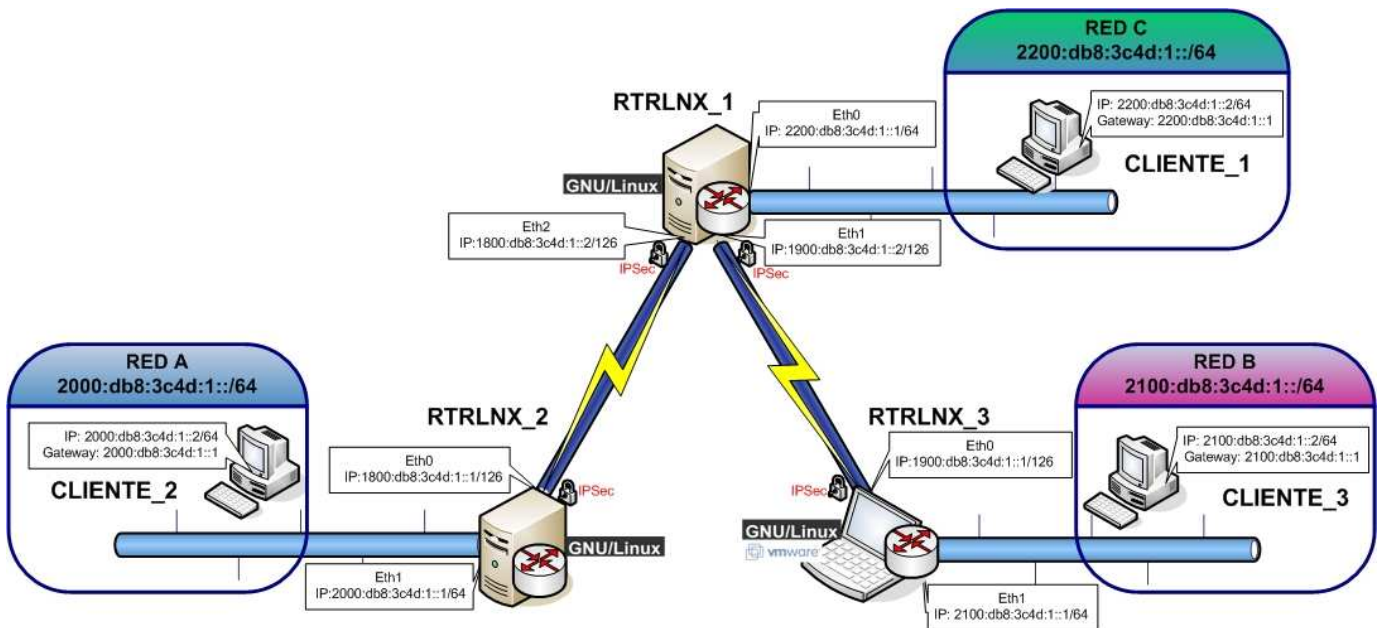 RED C
2200:db8:3c4d:1::/64
RTRLNX_1
Eth0
IP: 2200:db8:3c4d:1::1/64
IP: 2200:db8:3c4d:1::2/64
Gateway: 2200:db8:3c4d:1::1
CLIENTE_1
GNU/Linux
Eth2
IP:1800:db8:3c4d:1::2/126
Eth1
IP:1900:db8:3c4d:1::2/126
IPSec
IPSec
RED A
2000:db8:3c4d:1::/64
IP: 2000:db8:3c4d:1::2/64
Gateway: 2000:db8:3c4d:1::1
CLIENTE_2
RTRLNX_2
Eth0
IP:1800:db8:3c4d:1::1/126
IPSec
GNU/Linux
Eth1
IP:2000:db8:3c4d:1::1/64
RED B
2100:db8:3c4d:1::/64
RTRLNX_3
Eth0
IP:1900:db8:3c4d:1::1/126
IP: 2100:db8:3c4d:1::2/64
Gateway: 2100:db8:3c4d:1::1
CLIENTE_3
IPSec
GNU/Linux
vmware
Eth1
IP: 2100:db8:3c4d:1::1/64